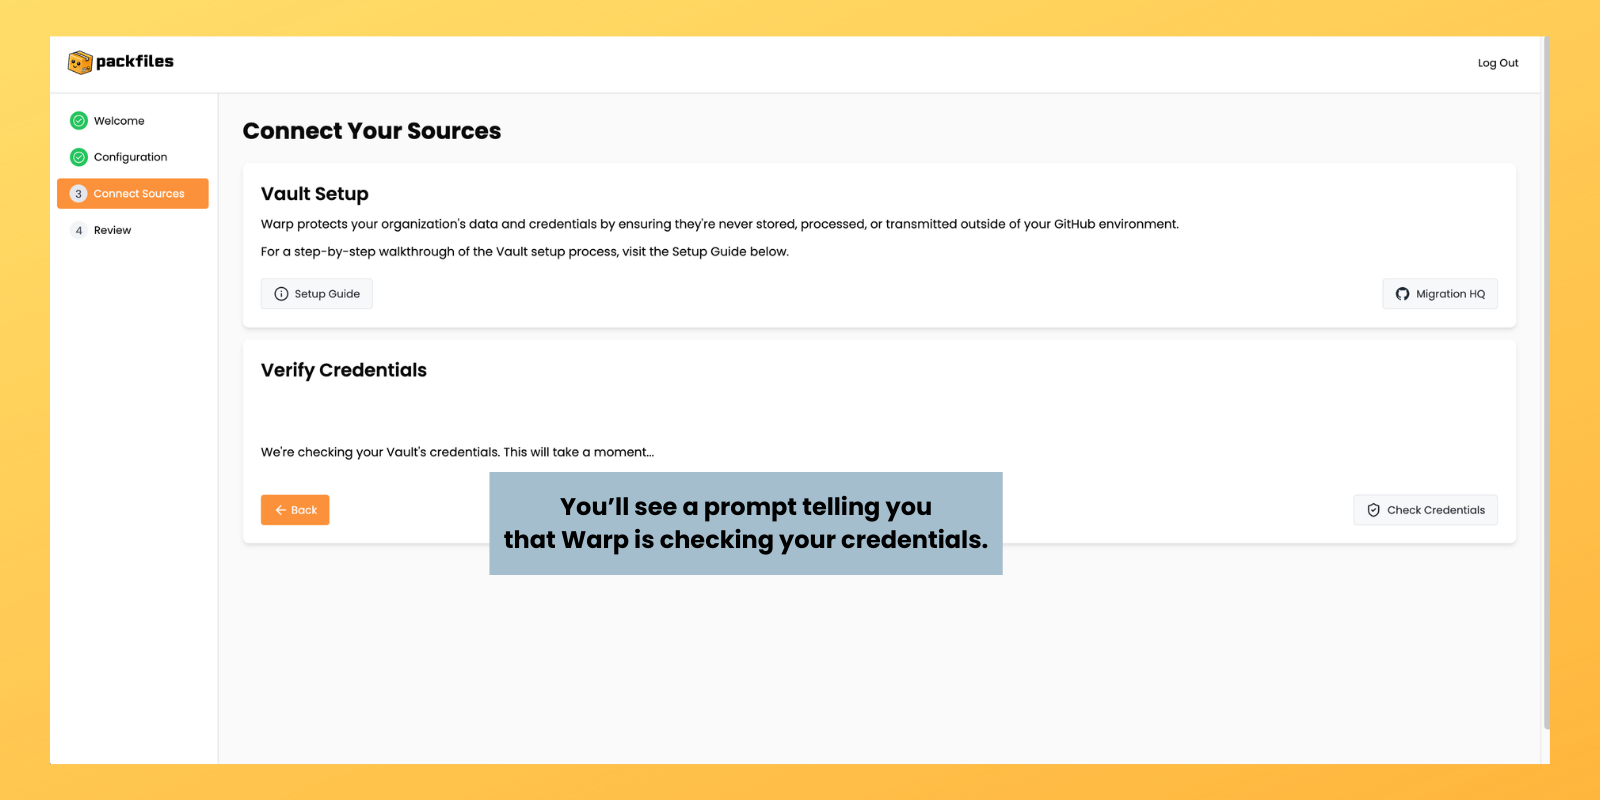 packfiles
Log Out
Welcome
Configuration
3 Connect Sources
4 Review
Connect Your Sources
Vault Setup
Warp protects your organization's data and credentials by ensuring they're never stored, processed, or transmitted outside of your GitHub environment.
For a step-by-step walkthrough of the Vault setup process, visit the Setup Guide below.
Setup Guide
Migration HQ
Verify Credentials
We're checking your Vault's credentials. This will take a moment...
Back
Check Credentials
You’ll see a prompt telling you
that Warp is checking your credentials.